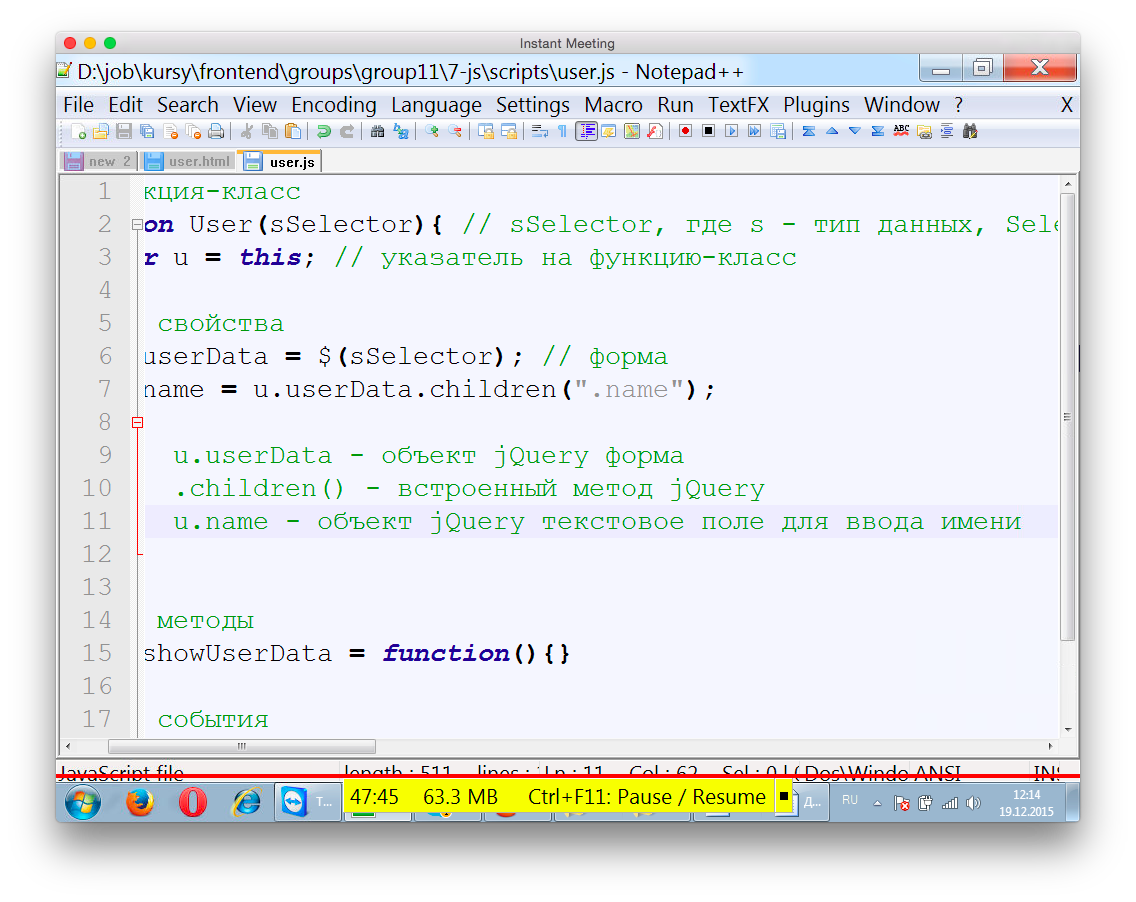 Instant Meeting
D:\job\kursy\frontend\groups\group11\7-js\scripts\user.js - Notepad++
File Edit Search View Encoding Language Settings Macro Run TextFX Plugins Window ? X
new 2 user.html user.js
1 кция-класс
2 on User(sSelector){ // sSelector, где s - тип данных, Sele
3 r u = this; // указатель на функцию-класс
4
5 свойства
6 userData = $(sSelector); // форма
7 name = u.userData.children(".name");
8
9 u.userData - объект jQuery форма
10 .children() - встроенный метод jQuery
11 u.name - объект jQuery текстовое поле для ввода имени
12
13
14 методы
15 showUserData = function(){}
16
17 события
JavaScript file length : 511 lines : Ln : 11 Col : 62 Sel : 0 | ( Dos\Windo ANSI INS
T... 47:45 63.3 MB Ctrl+F11: Pause / Resume Д... RU 12:14
19.12.2015